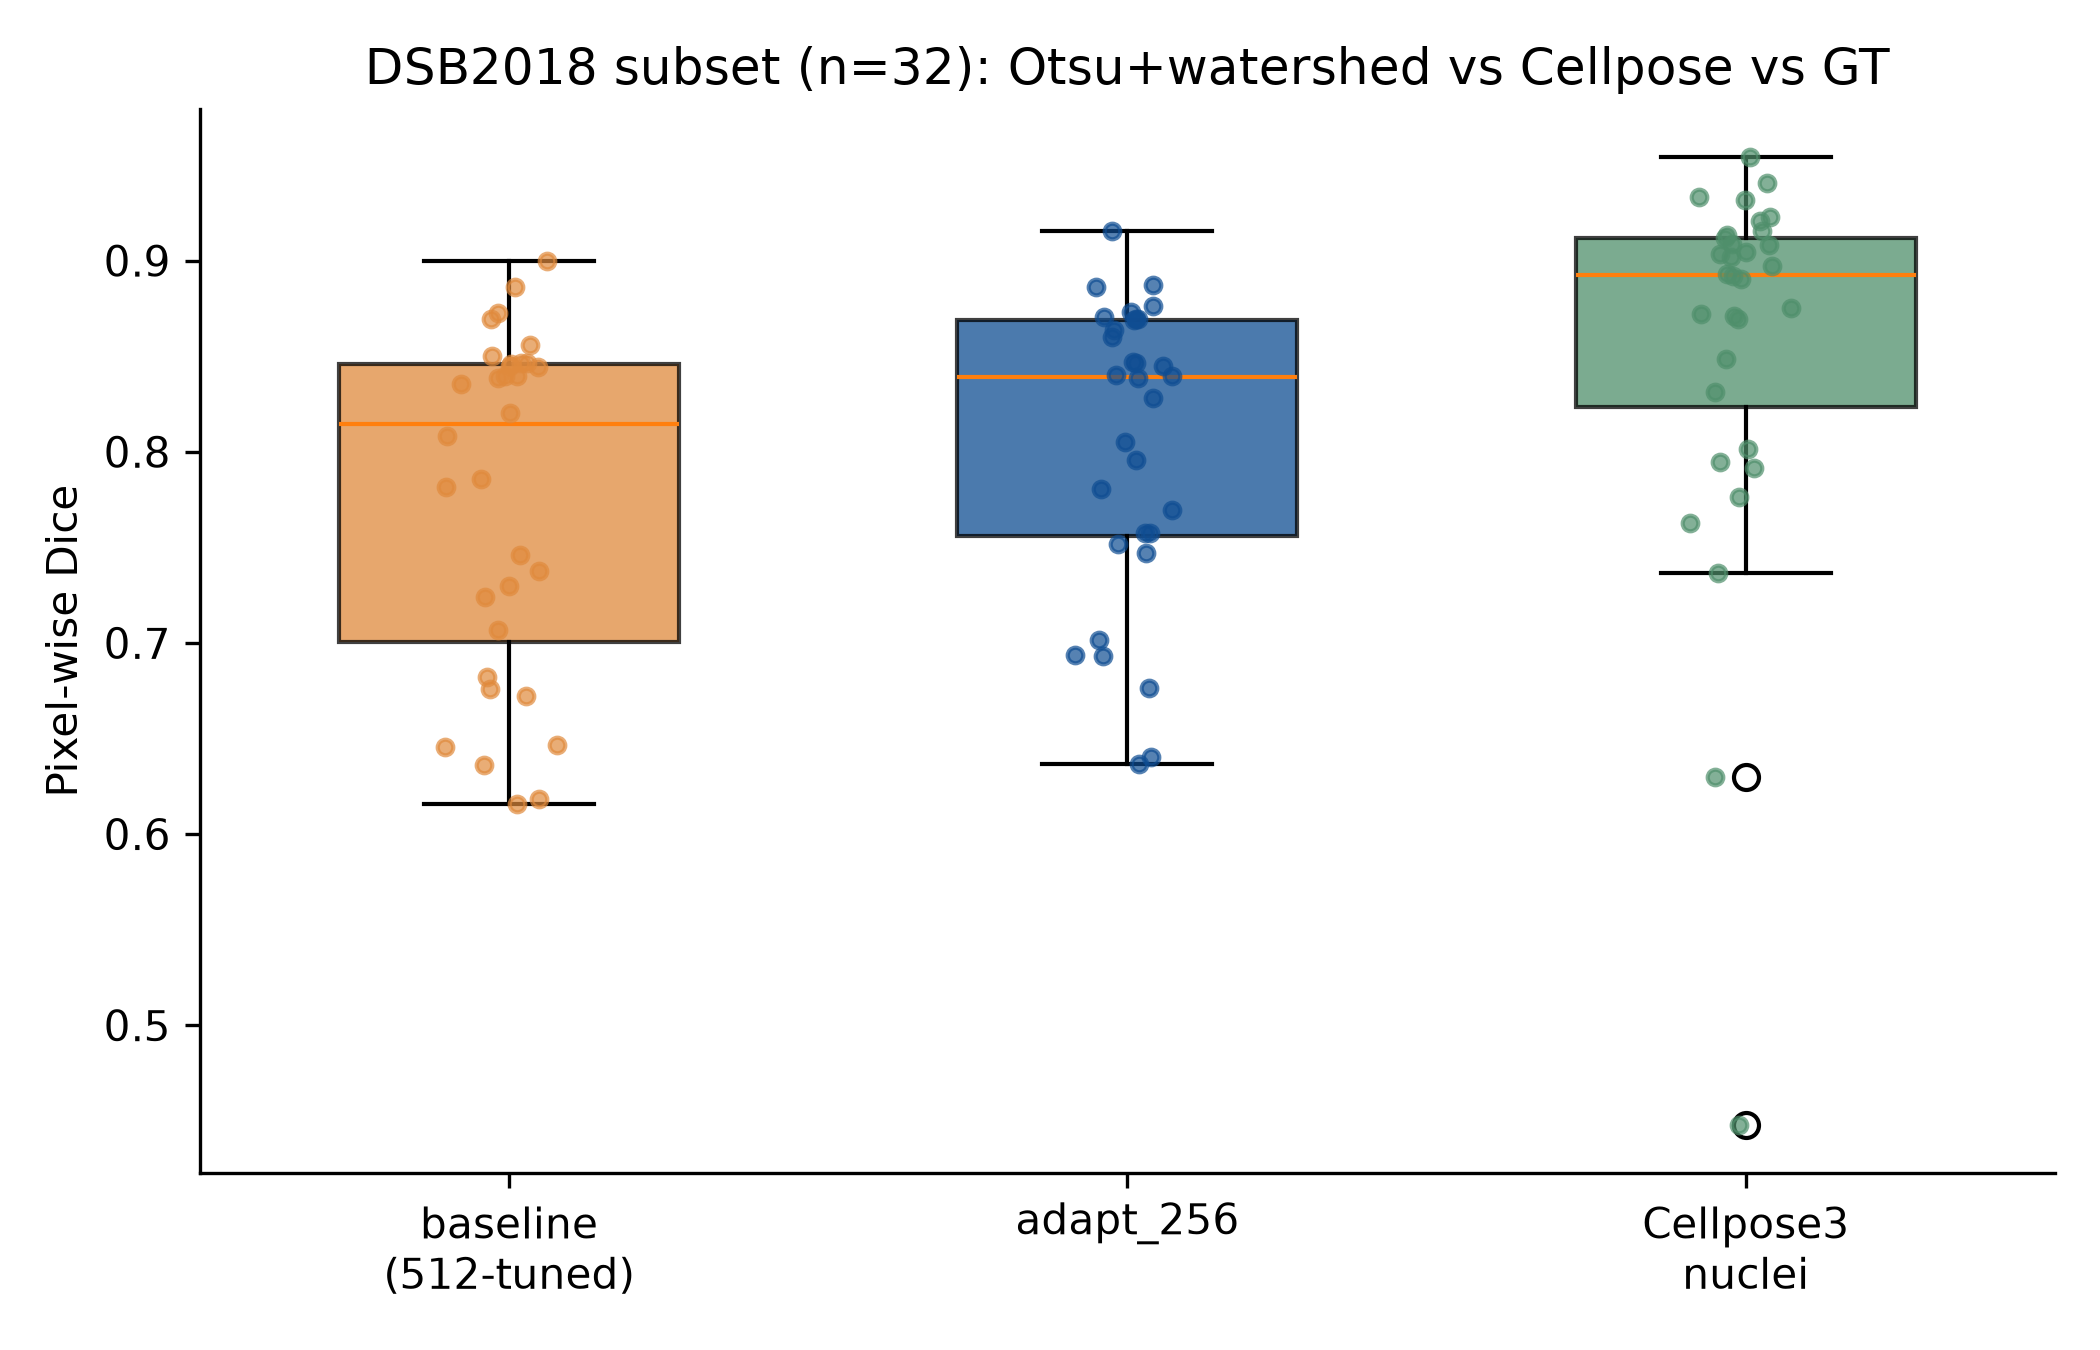 DSB2018 subset (n=32): Otsu+watershed vs Cellpose vs GT
Pixel-wise Dice
0.9
0.8
0.7
0.6
0.5
baseline
(512-tuned)
adapt_256
Cellpose3
nuclei